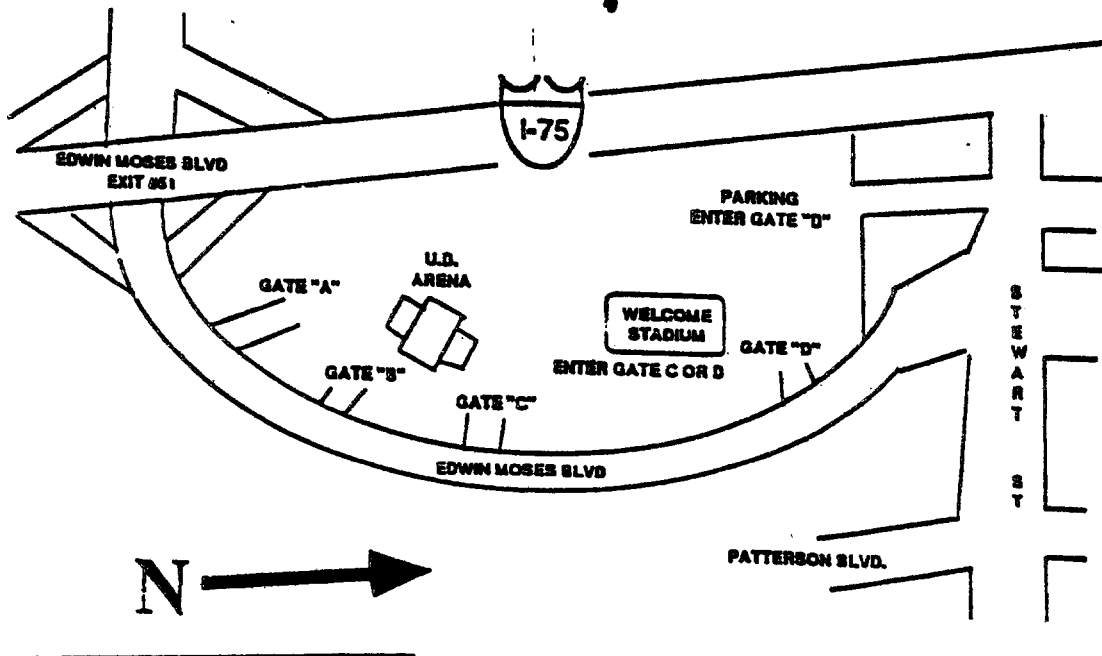 I-75
EDWIN MOSES BLVD
EXIT #51
PARKING
ENTER GATE "D"
U.D.
ARENA
GATE "A"
WELCOME
STADIUM
ENTER GATE C OR D
GATE "D"
GATE "B"
GATE "C"
EDWIN MOSES BLVD
STEWART ST
PATTERSON BLVD.
N